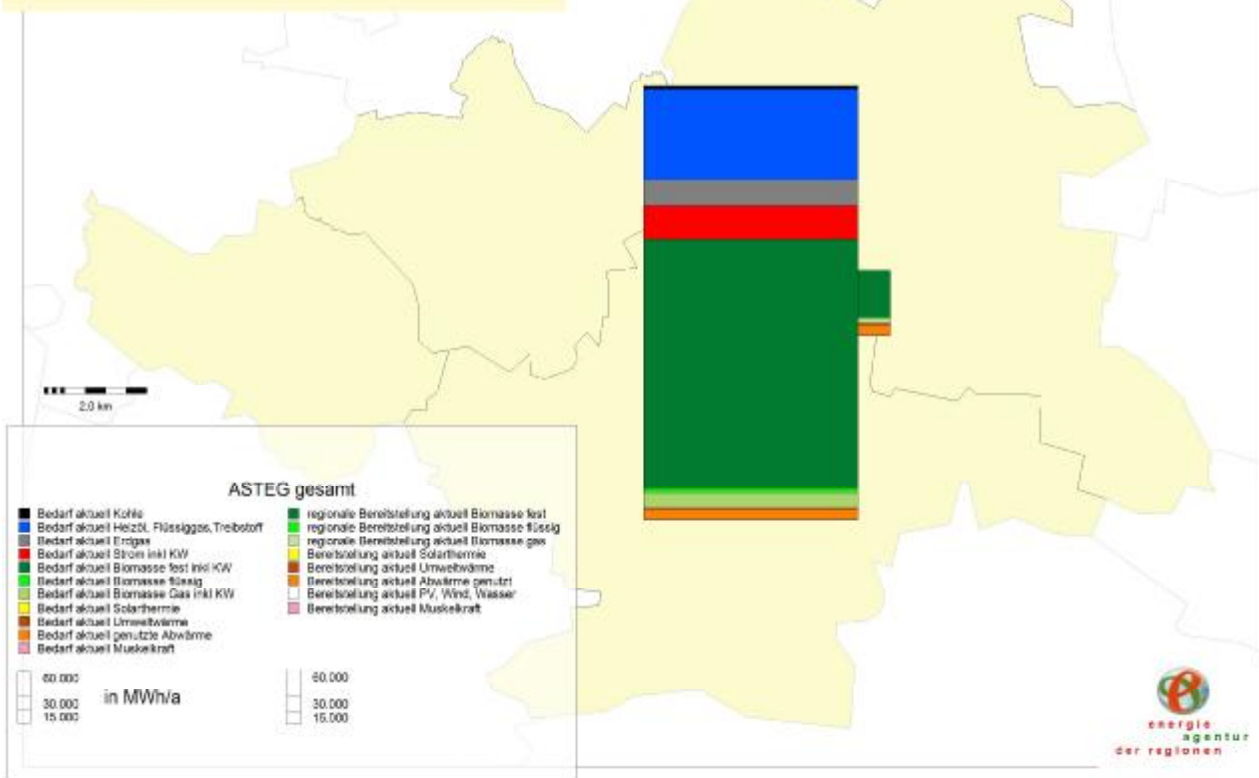 2,0 km
ASTEG gesamt
Bedarf aktuell Kohle
Bedarf aktuell Heizöl, Flüssiggas, Treibstoff
Bedarf aktuell Erdgas
Bedarf aktuell Strom inkl KW
Bedarf aktuell Biomasse fest inkl KW
Bedarf aktuell Biomasse flüssig
Bedarf aktuell Biomasse Gas inkl KW
Bedarf aktuell Solarthermie
Bedarf aktuell Umweltwärme
Bedarf aktuell genutzte Abwärme
Bedarf aktuell Muskelkraft
regionale Bereitstellung aktuell Biomasse fest
regionale Bereitstellung aktuell Biomasse flüssig
regionale Bereitstellung aktuell Biomasse gas
Bereitstellung aktuell Solarthermie
Bereitstellung aktuell Umweltwärme
Bereitstellung aktuell Abwärme genutzt
Bereitstellung aktuell PV, Wind, Wasser
Bereitstellung aktuell Muskelkraft
60.000
30.000
15.000
in MWh/a
60.000
30.000
15.000
energie
agentur
der regionen